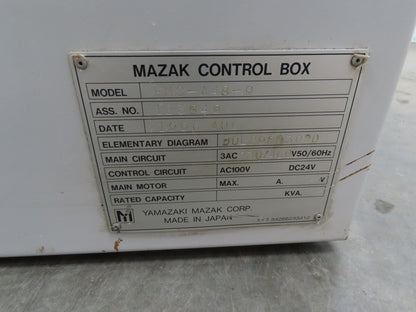 MAZAK CONTROL BOX
MODEL
ASS. NO.
DATE
ELEMENTARY DIAGRAM
MAIN CIRCUIT 3AC V50/60Hz
CONTROL CIRCUIT AC100V DC24V
MAIN MOTOR MAX. A. V
RATED CAPACITY KVA.
M YAMAZAKI MAZAK CORP.
MADE IN JAPAN